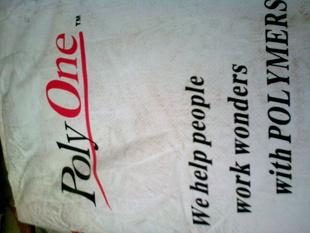 PolyOne™
We help people
work wonders
with POLYMERS